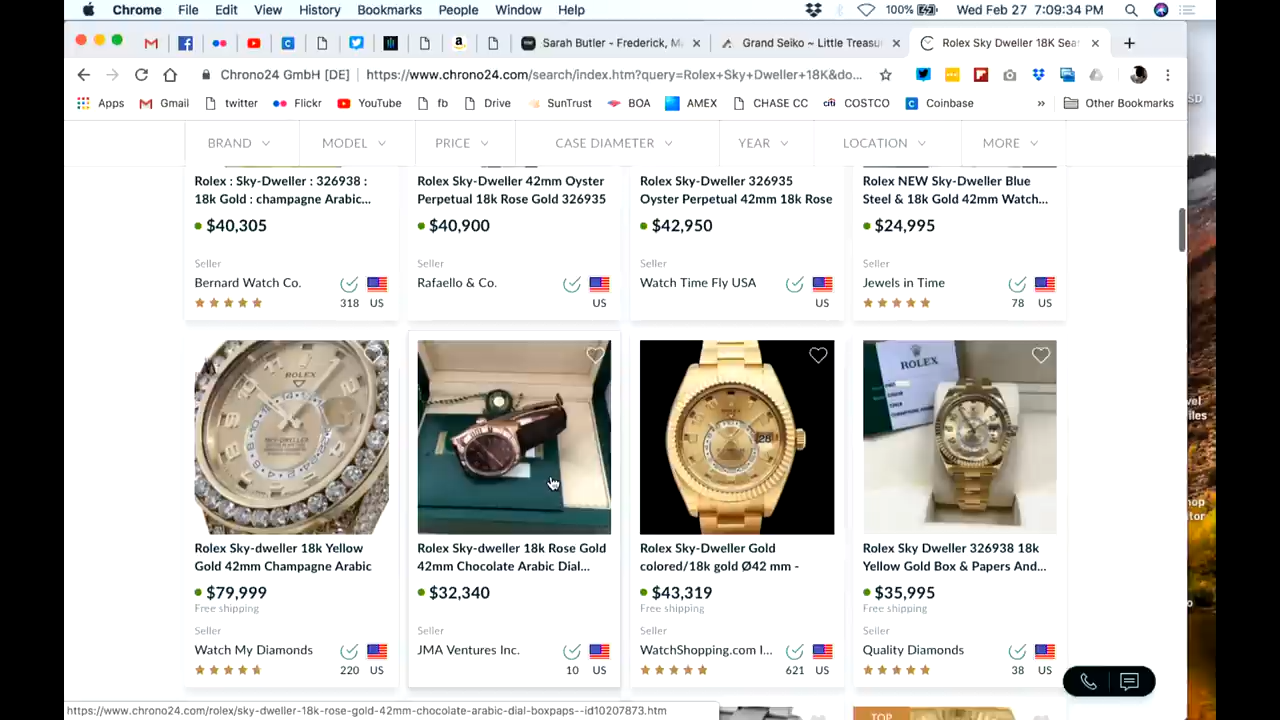 Chrome File Edit View History Bookmarks People Window Help 100% Wed Feb 27 7:09:34 PM
Sarah Butler - Frederick, M Grand Seiko ~ Little Treasu Rolex Sky Dweller 18K Sea
Chrono24 GmbH [DE] https://www.chrono24.com/search/index.htm?query=Rolex+Sky+Dweller+18K&do...
Apps Gmail twitter Flickr YouTube fb Drive SunTrust BOA AMEX CHASE CC COSTCO Coinbase » Other Bookmarks
BRAND MODEL PRICE CASE DIAMETER YEAR LOCATION MORE
Rolex : Sky-Dweller : 326938 :
18k Gold : champagne Arabic...
$40,305
Seller
Bernard Watch Co.
318 US
Rolex Sky-Dweller 42mm Oyster
Perpetual 18k Rose Gold 326935
$40,900
Seller
Rafaello & Co.
US
Rolex Sky-Dweller 326935
Oyster Perpetual 42mm 18k Rose
$42,950
Seller
Watch Time Fly USA
US
Rolex NEW Sky-Dweller Blue
Steel & 18k Gold 42mm Watch...
$24,995
Seller
Jewels in Time
78 US
ROLEX
Rolex Sky-dweller 18k Yellow
Gold 42mm Champagne Arabic
$79,999
Free shipping
Seller
Watch My Diamonds
220 US
Rolex Sky-dweller 18k Rose Gold
42mm Chocolate Arabic Dial...
$32,340
Seller
JMA Ventures Inc.
10 US
ROLEX
28
Rolex Sky-Dweller Gold
colored/18k gold Ø42 mm -
$43,319
Free shipping
Seller
WatchShopping.com I...
621 US
ROLEX
Rolex Sky Dweller 326938 18k
Yellow Gold Box & Papers And...
$35,995
Free shipping
Seller
Quality Diamonds
38 US
TOP
https://www.chrono24.com/rolex/sky-dweller-18k-rose-gold-42mm-chocolate-arabic-dial-boxpaps--id10207873.htm